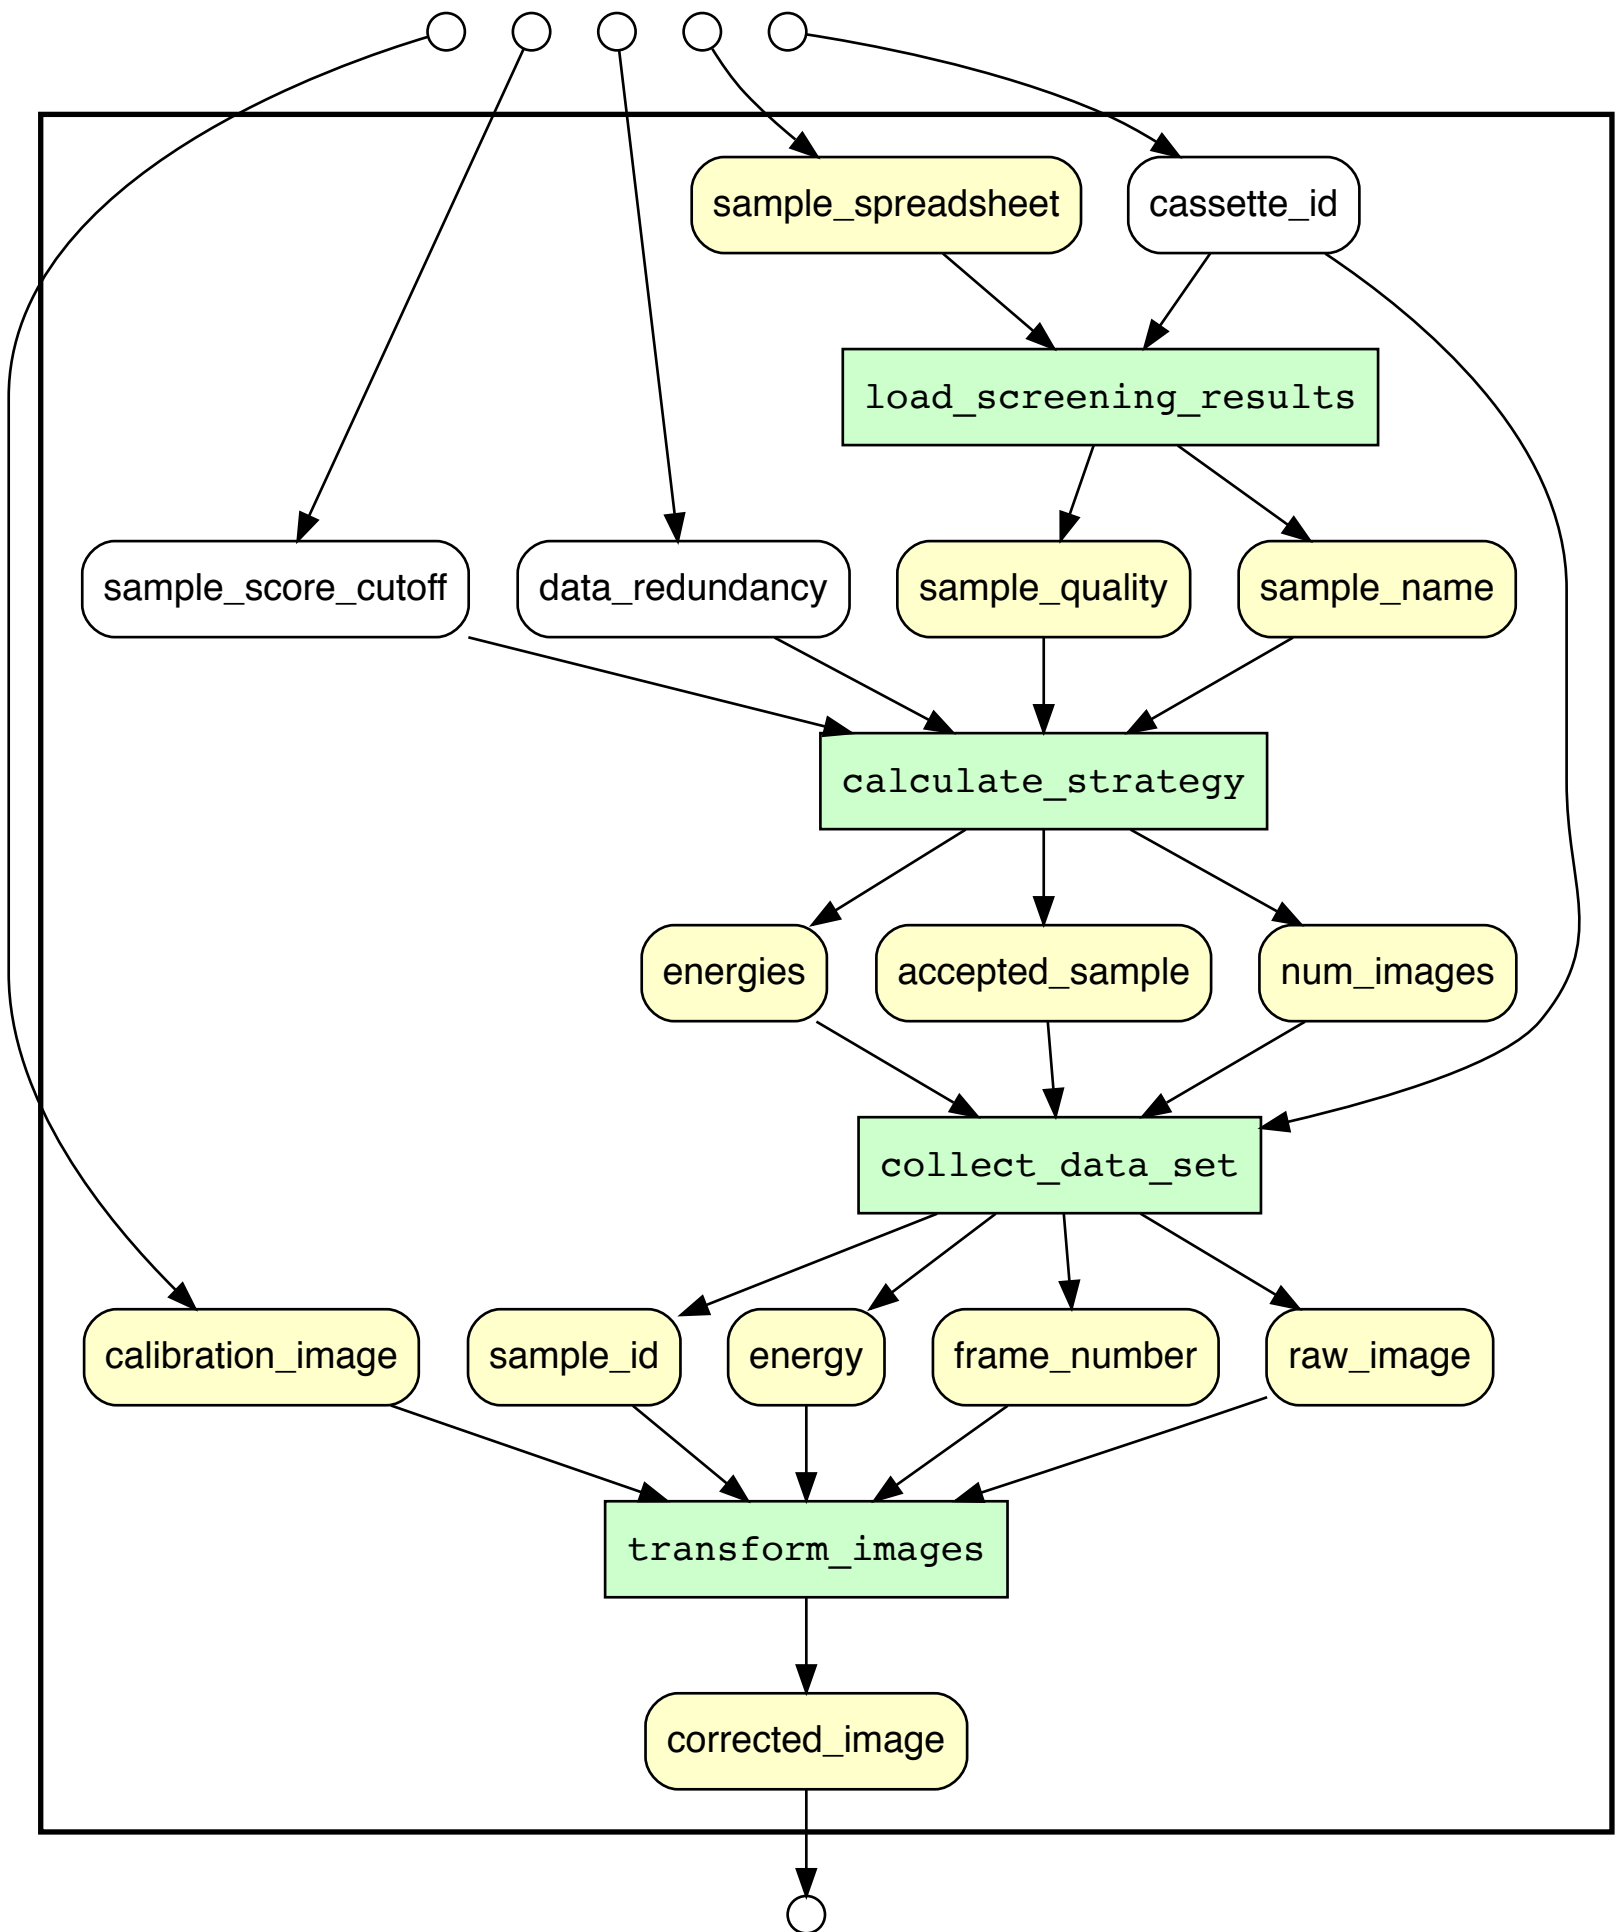 sample_spreadsheet
cassette_id
load_screening_results
sample_score_cutoff
data_redundancy
sample_quality
sample_name
calculate_strategy
energies
accepted_sample
num_images
collect_data_set
calibration_image
sample_id
energy
frame_number
raw_image
transform_images
corrected_image